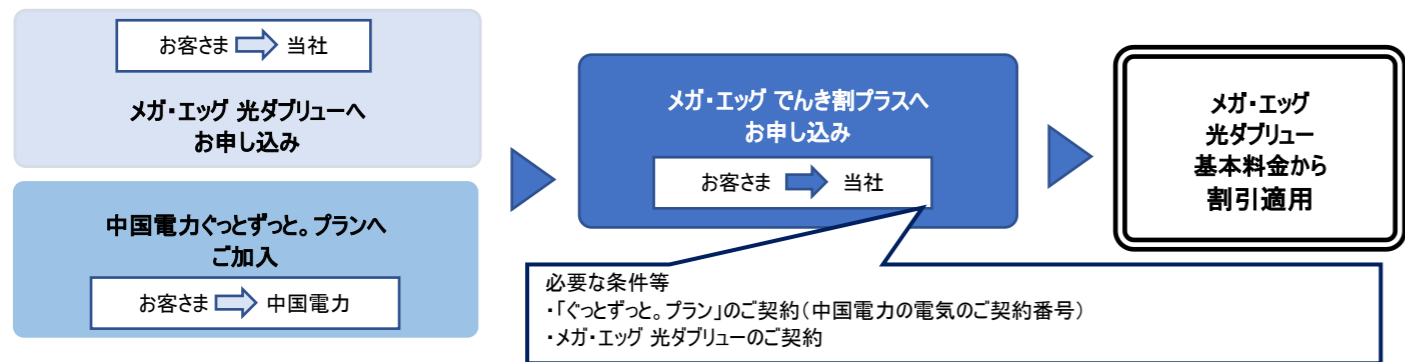 お客さま 当社
メガ・エッグ 光ダブリューへ
お申し込み
中国電力ぐっとずっと。プランへ
ご加入
お客さま 中国電力
メガ・エッグ でんき割プラスへ
お申し込み
お客さま 当社
必要な条件等
・「ぐっとずっと。プラン」のご契約(中国電力の電気のご契約番号)
・メガ・エッグ 光ダブリューのご契約
メガ・エッグ
光ダブリュー
基本料金から
割引適用